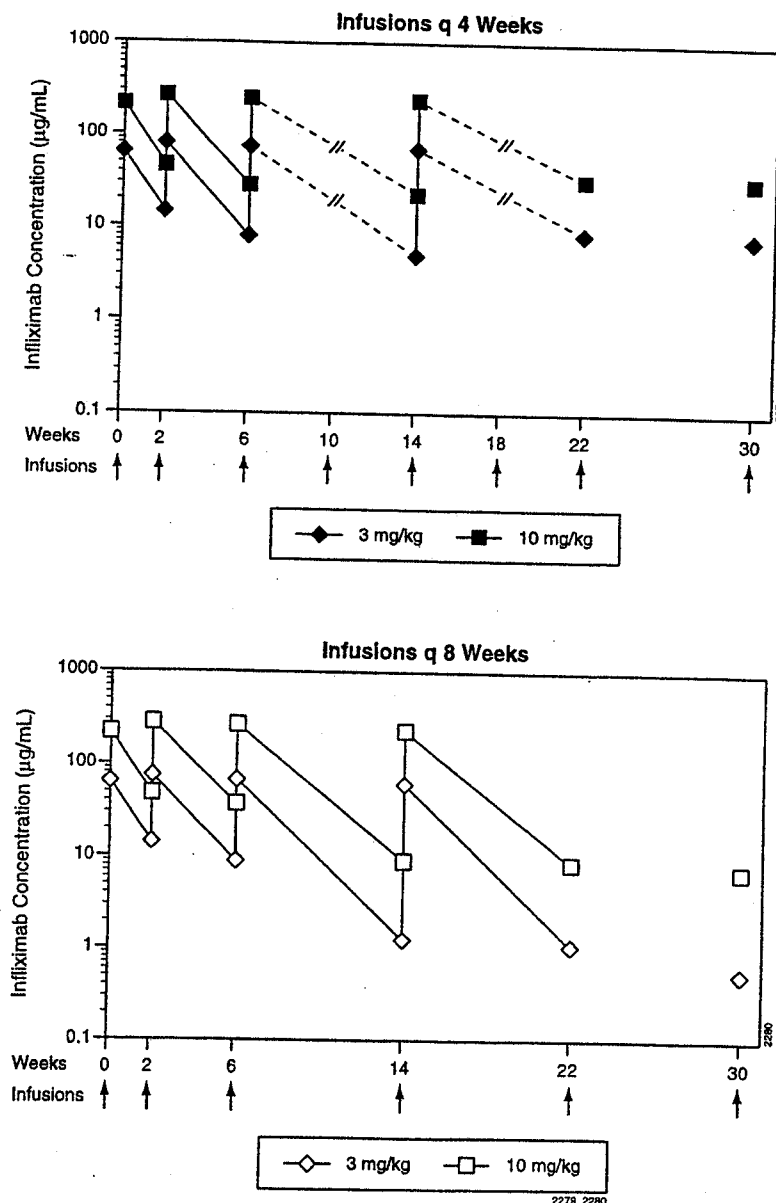 Infusions q 4 Weeks
Infliximab Concentration (μg/mL)
1000
100
10
1
0.1
Weeks 0 2 6 10 14 18 22 30
Infusions
3 mg/kg 10 mg/kg
Infusions q 8 Weeks
Infliximab Concentration (μg/mL)
1000
100
10
1
0.1
2280
Weeks 0 2 6 14 22 30
Infusions
3 mg/kg 10 mg/kg
2279, 2280